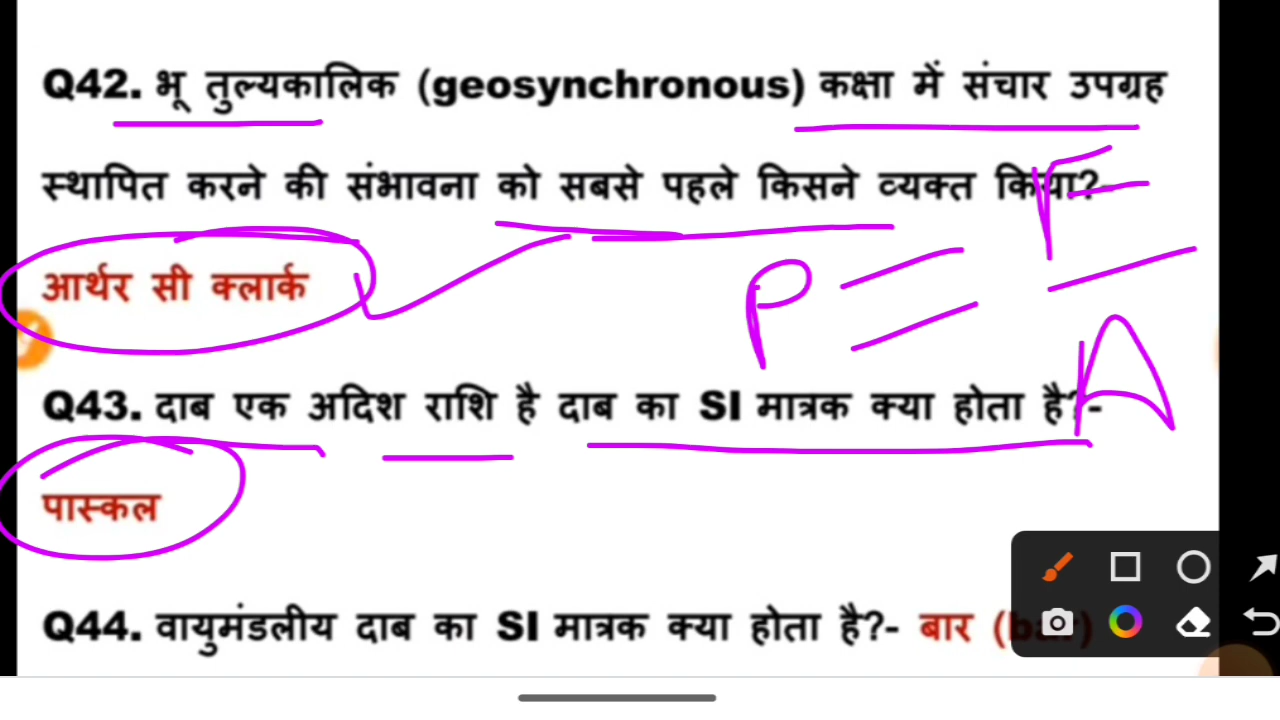 Q42. भू तुल्यकालिक (geosynchronous) कक्षा में संचार उपग्रह
स्थापित करने की संभावना को सबसे पहले किसने व्यक्त किया?-
आर्थर सी क्लार्क
P = F
A
Q43. दाब एक अदिश राशि है दाब का SI मात्रक क्या होता है?-
पास्कल
Q44. वायुमंडलीय दाब का SI मात्रक क्या होता है?- बार (bar)